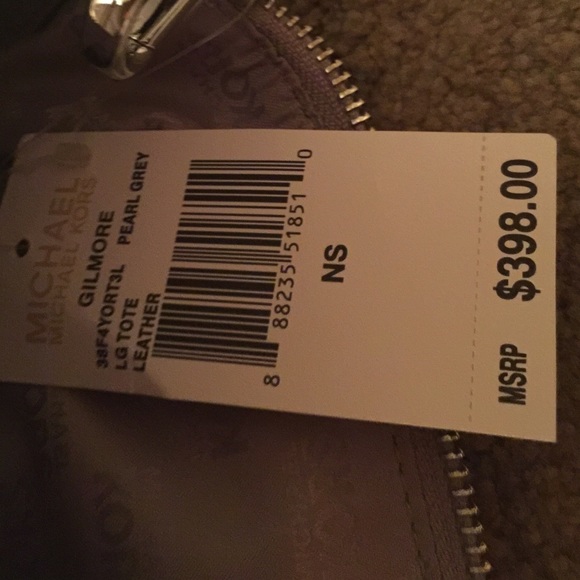 MICHAEL
MICHAEL KORS
GILMORE
38F4YORT3L PEARL GREY
LG TOTE
LEATHER
8 88235 51851 0
NS
MSRP $398.00